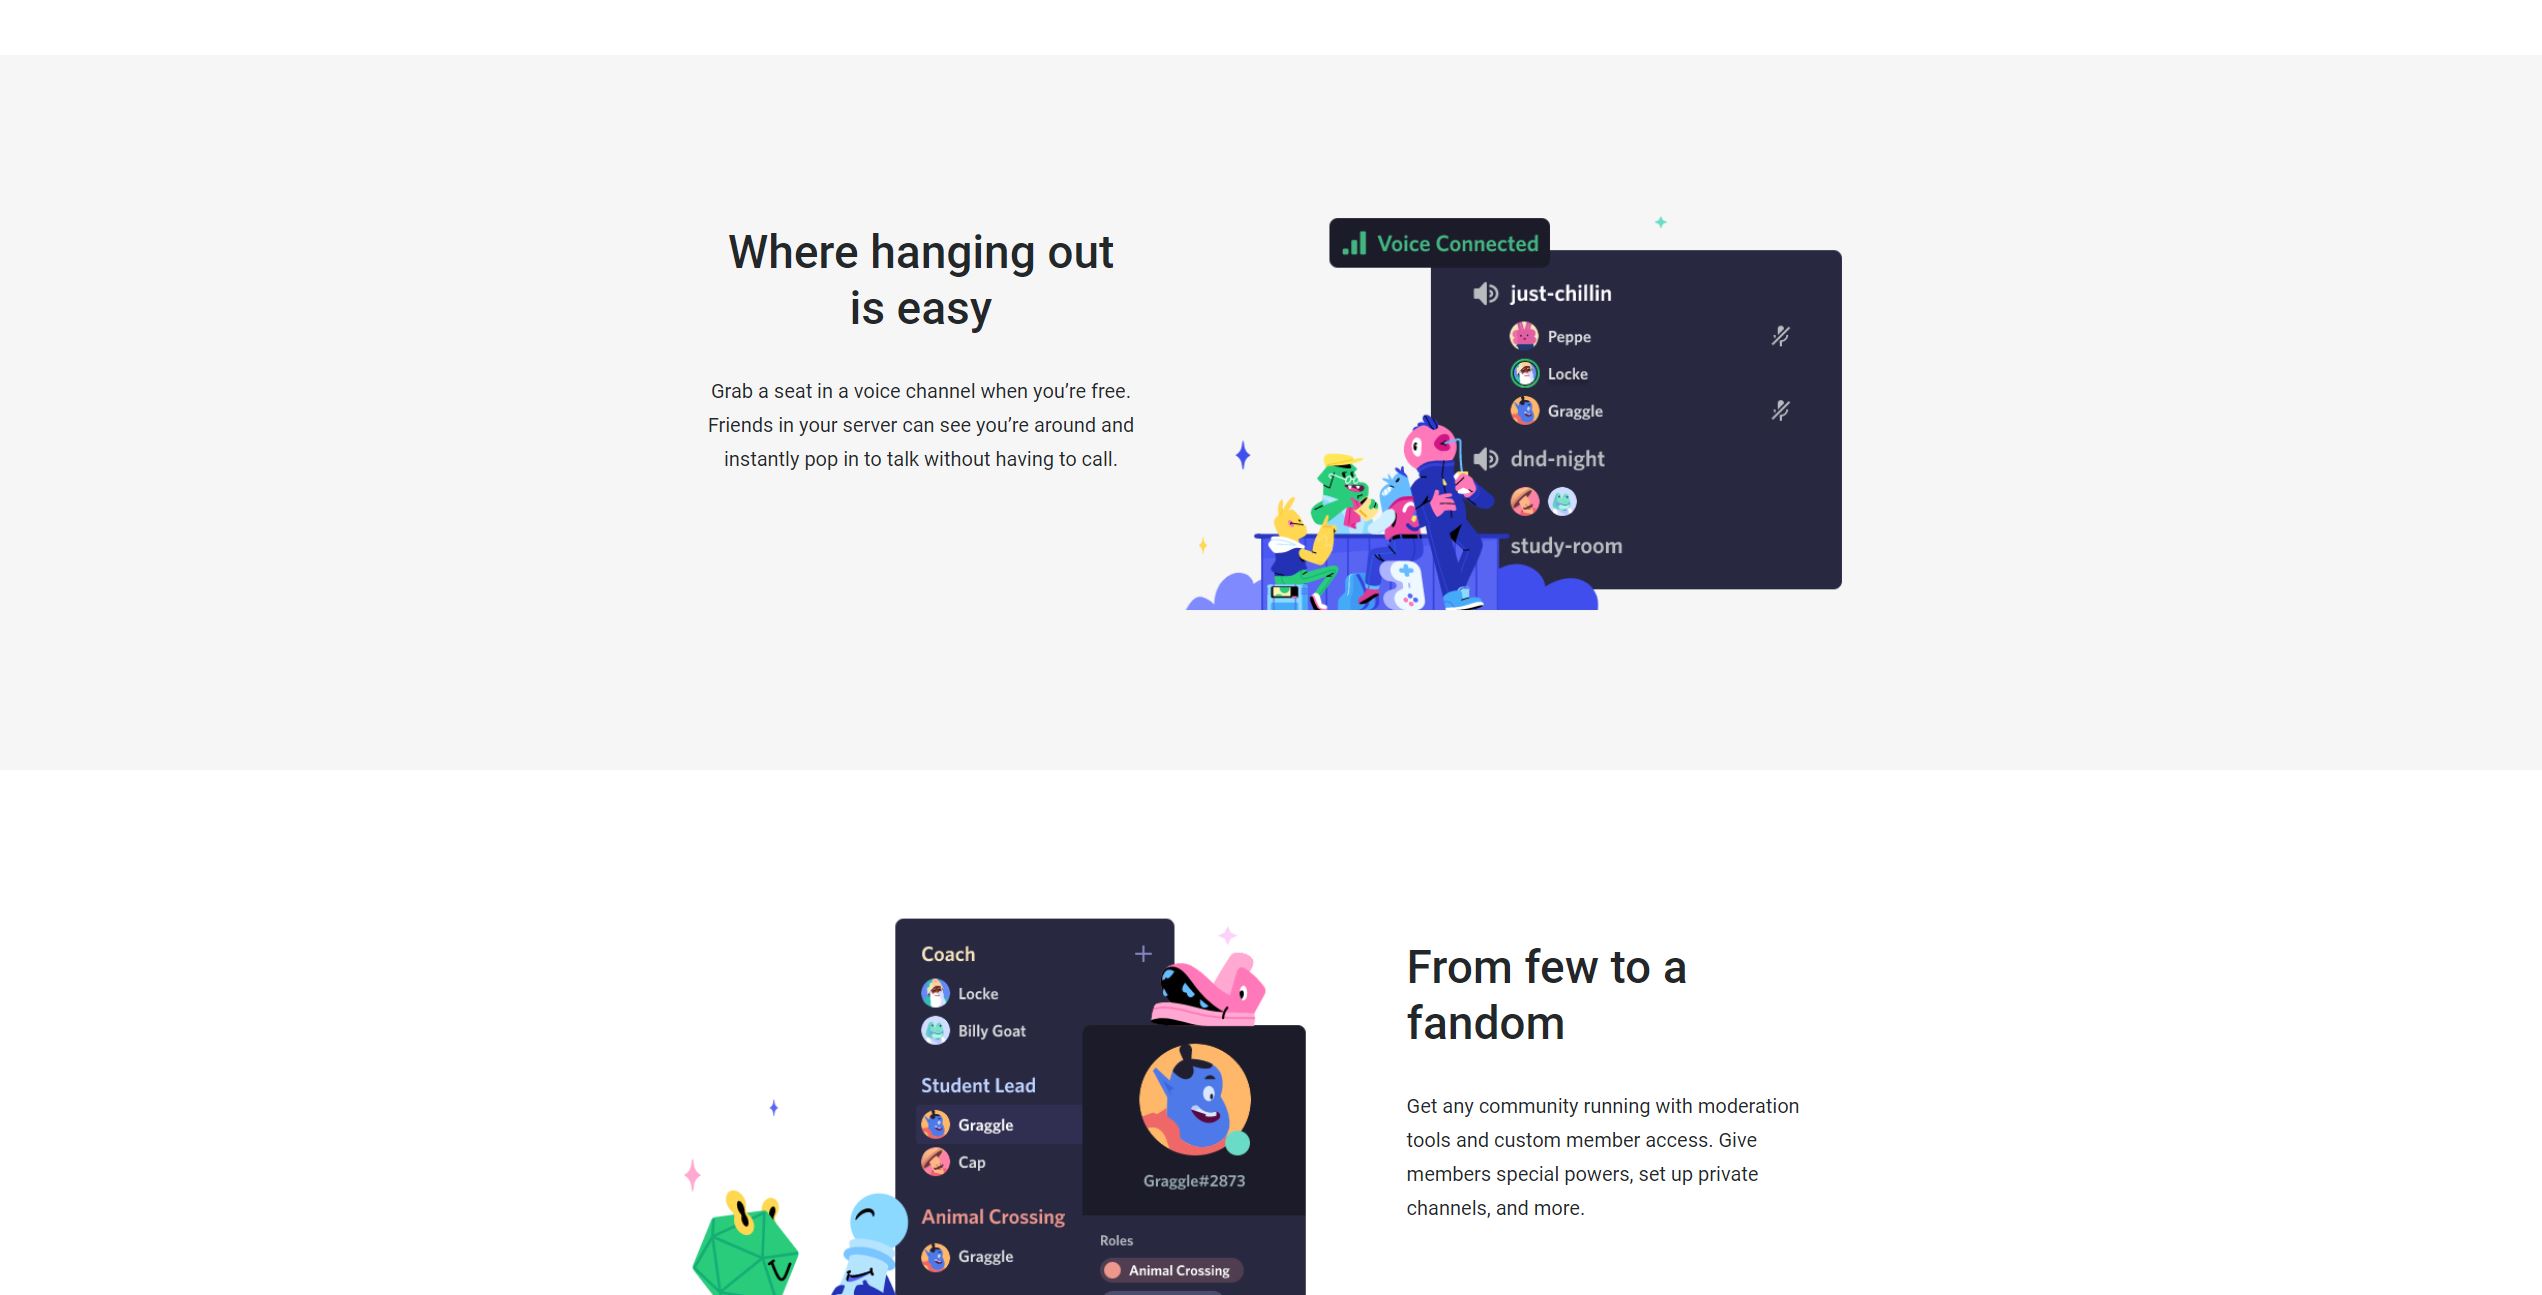 Where hanging out
is easy
Grab a seat in a voice channel when you’re free.
Friends in your server can see you’re around and
instantly pop in to talk without having to call.
Voice Connected
just-chillin
Peppe
Locke
Graggle
dnd-night
study-room
Coach
Locke
Billy Goat
Student Lead
Graggle
Cap
Animal Crossing
Graggle
Graggle#2873
Roles
Animal Crossing
From few to a
fandom
Get any community running with moderation
tools and custom member access. Give
members special powers, set up private
channels, and more.